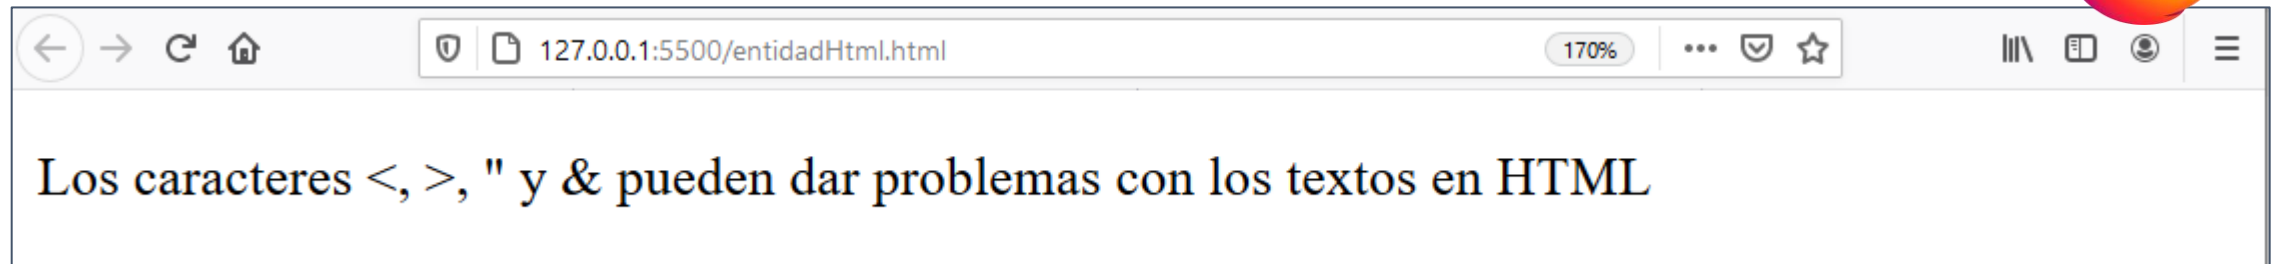 127.0.0.1:5500/entidadHtml.html 170%
Los caracteres <, >, " y & pueden dar problemas con los textos en HTML